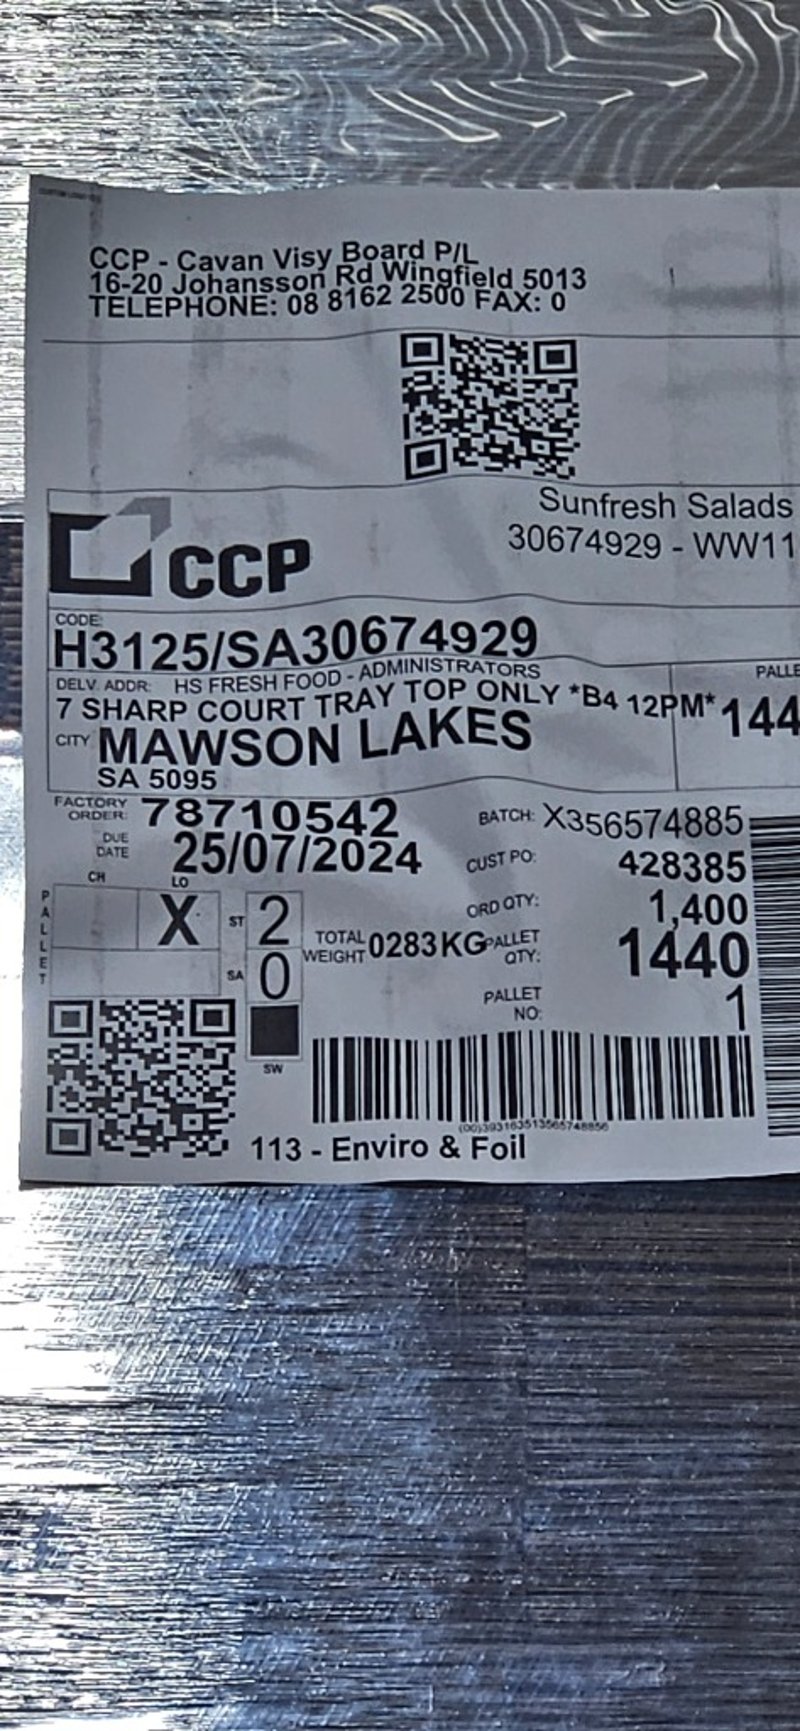 CCP - Cavan Visy Board P/L
16-20 Johansson Rd Wingfield 5013
TELEPHONE: 08 8162 2500 FAX: 0
Sunfresh Salads
30674929 - WW11
CCP
CODE:
H3125/SA30674929
DELV. ADDR: HS FRESH FOOD - ADMINISTRATORS
7 SHARP COURT TRAY TOP ONLY *B4 12PM*
PALLE
144
CITY MAWSON LAKES
SA 5095
FACTORY ORDER: 78710542
BATCH: X356574885
DUE DATE 25/07/2024
CUST PO: 428385
CH LO
PALLET
X
ST 2
SA 0
SW
ORD QTY: 1,400
TOTAL WEIGHT 0283KG
PALLET QTY: 1440
PALLET NO: 1
113 - Enviro & Foil